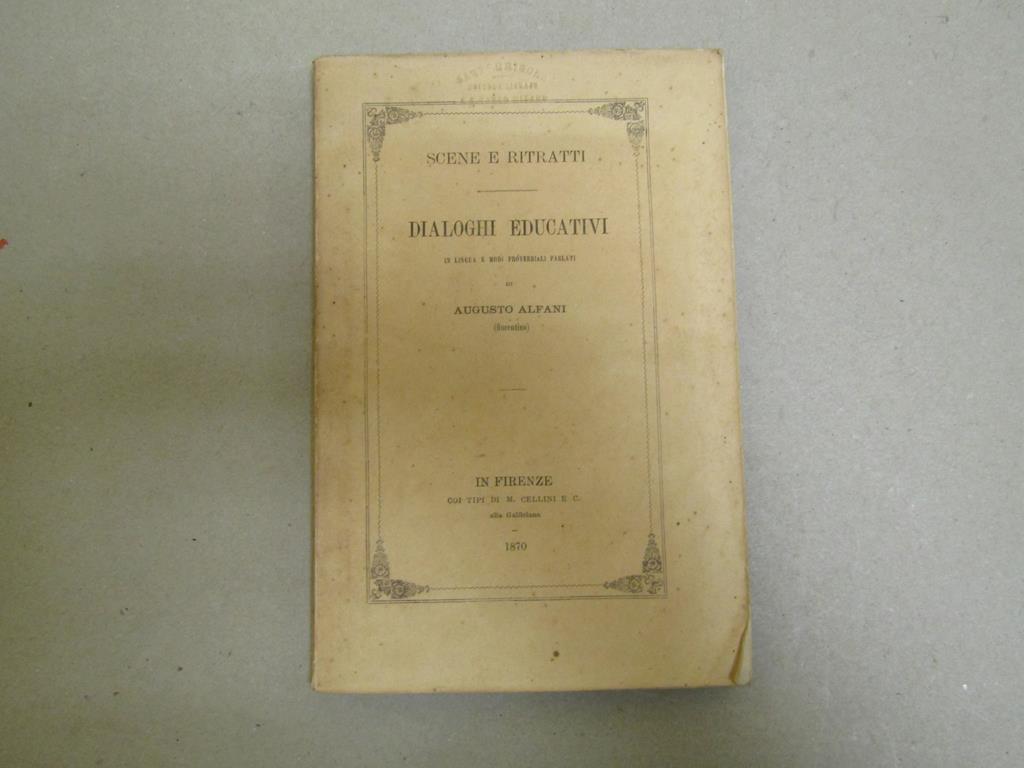 SCENE E RITRATTI
DIALOGHI EDUCATIVI
IN LINGUA E MODI PROVERBIALI PARLATI
DI
AUGUSTO ALFANI
(fiorentino)
IN FIRENZE
COI TIPI DI M. CELLINI E C.
alla Galileiana
1870